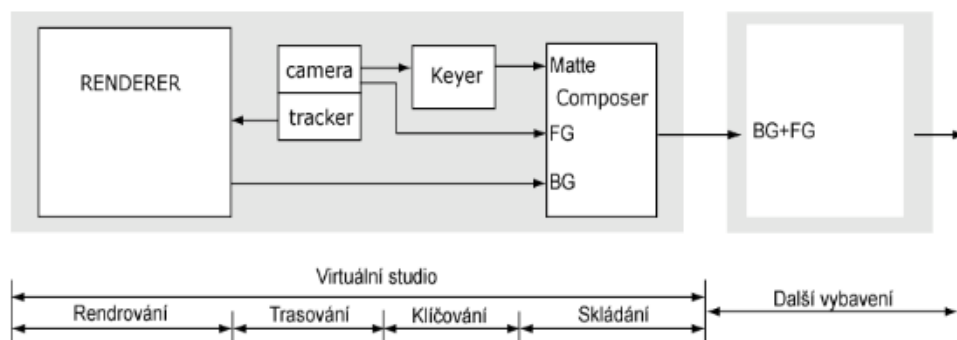 RENDERER
camera
tracker
Keyer
Matte
Composer
FG
BG
BG+FG
Virtuální studio
Další vybavení
Rendrování
Trasování
Klíčování
Skládání